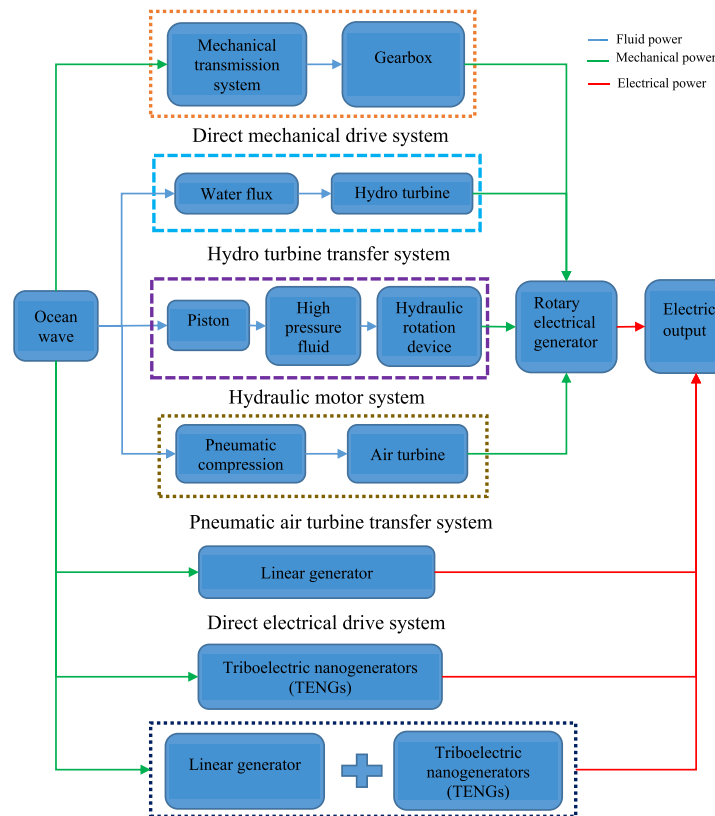 Fluid power
Mechanical power
Electrical power
Mechanical
transmission
system
Gearbox
Direct mechanical drive system
Water flux
Hydro turbine
Hydro turbine transfer system
Ocean
wave
Piston
High
pressure
fluid
Hydraulic
rotation
device
Rotary
electrical
generator
Electric
output
Hydraulic motor system
Pneumatic
compression
Air turbine
Pneumatic air turbine transfer system
Linear generator
Direct electrical drive system
Triboelectric nanogenerators
(TENGs)
Linear generator
Triboelectric
nanogenerators
(TENGs)